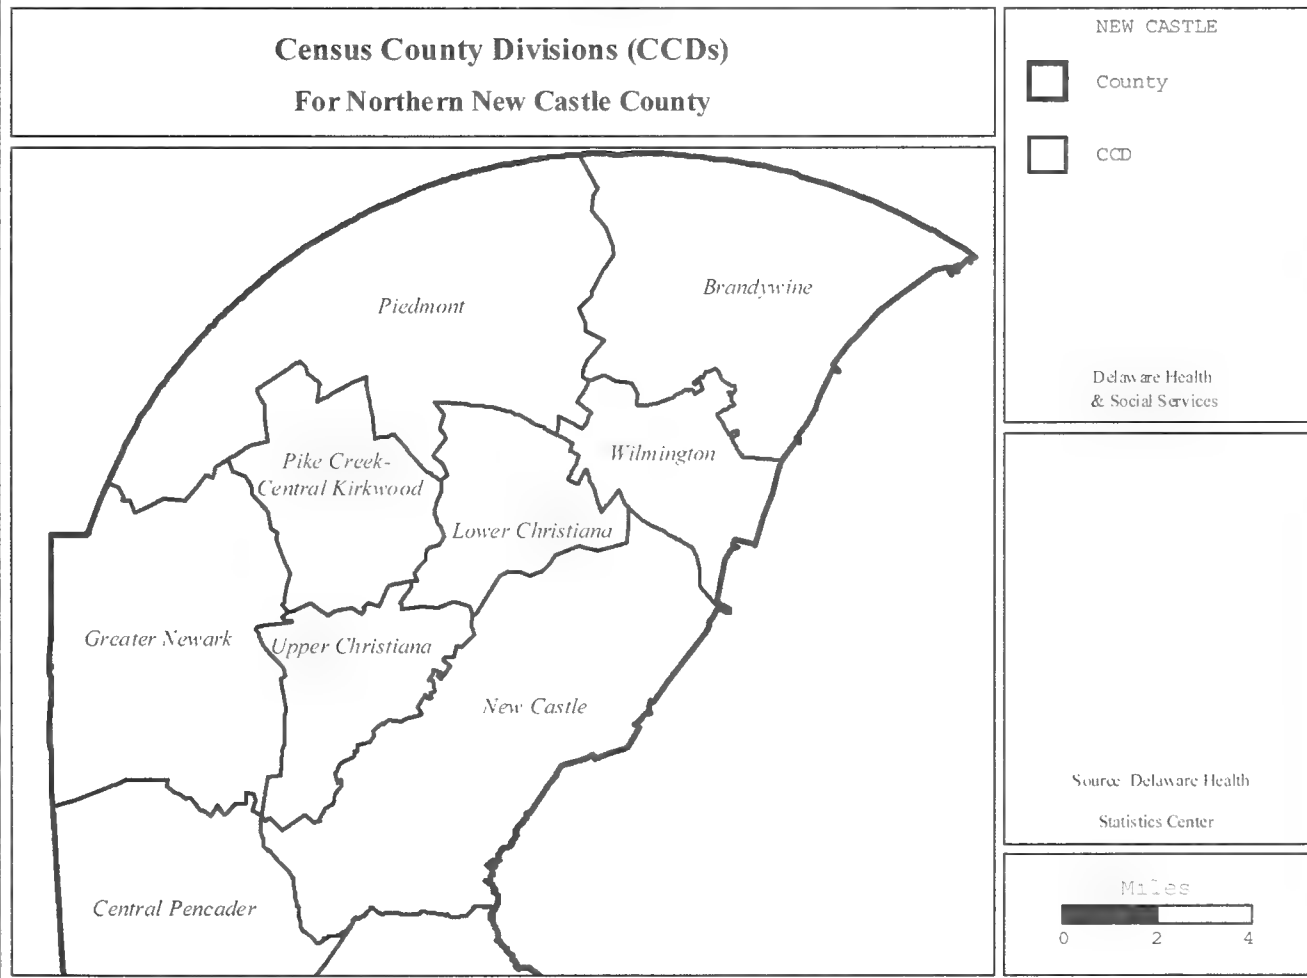 Census County Divisions (CCDs)
For Northern New Castle County
NEW CASTLE
County
CCD
Delaware Health
& Social Services
Piedmont
Brandywine
Pike Creek-
Central Kirkwood
Wilmington
Lower Christiana
Greater Newark
Upper Christiana
New Castle
Central Pencader
Source Delaware Health
Statistics Center
Miles
0 2 4